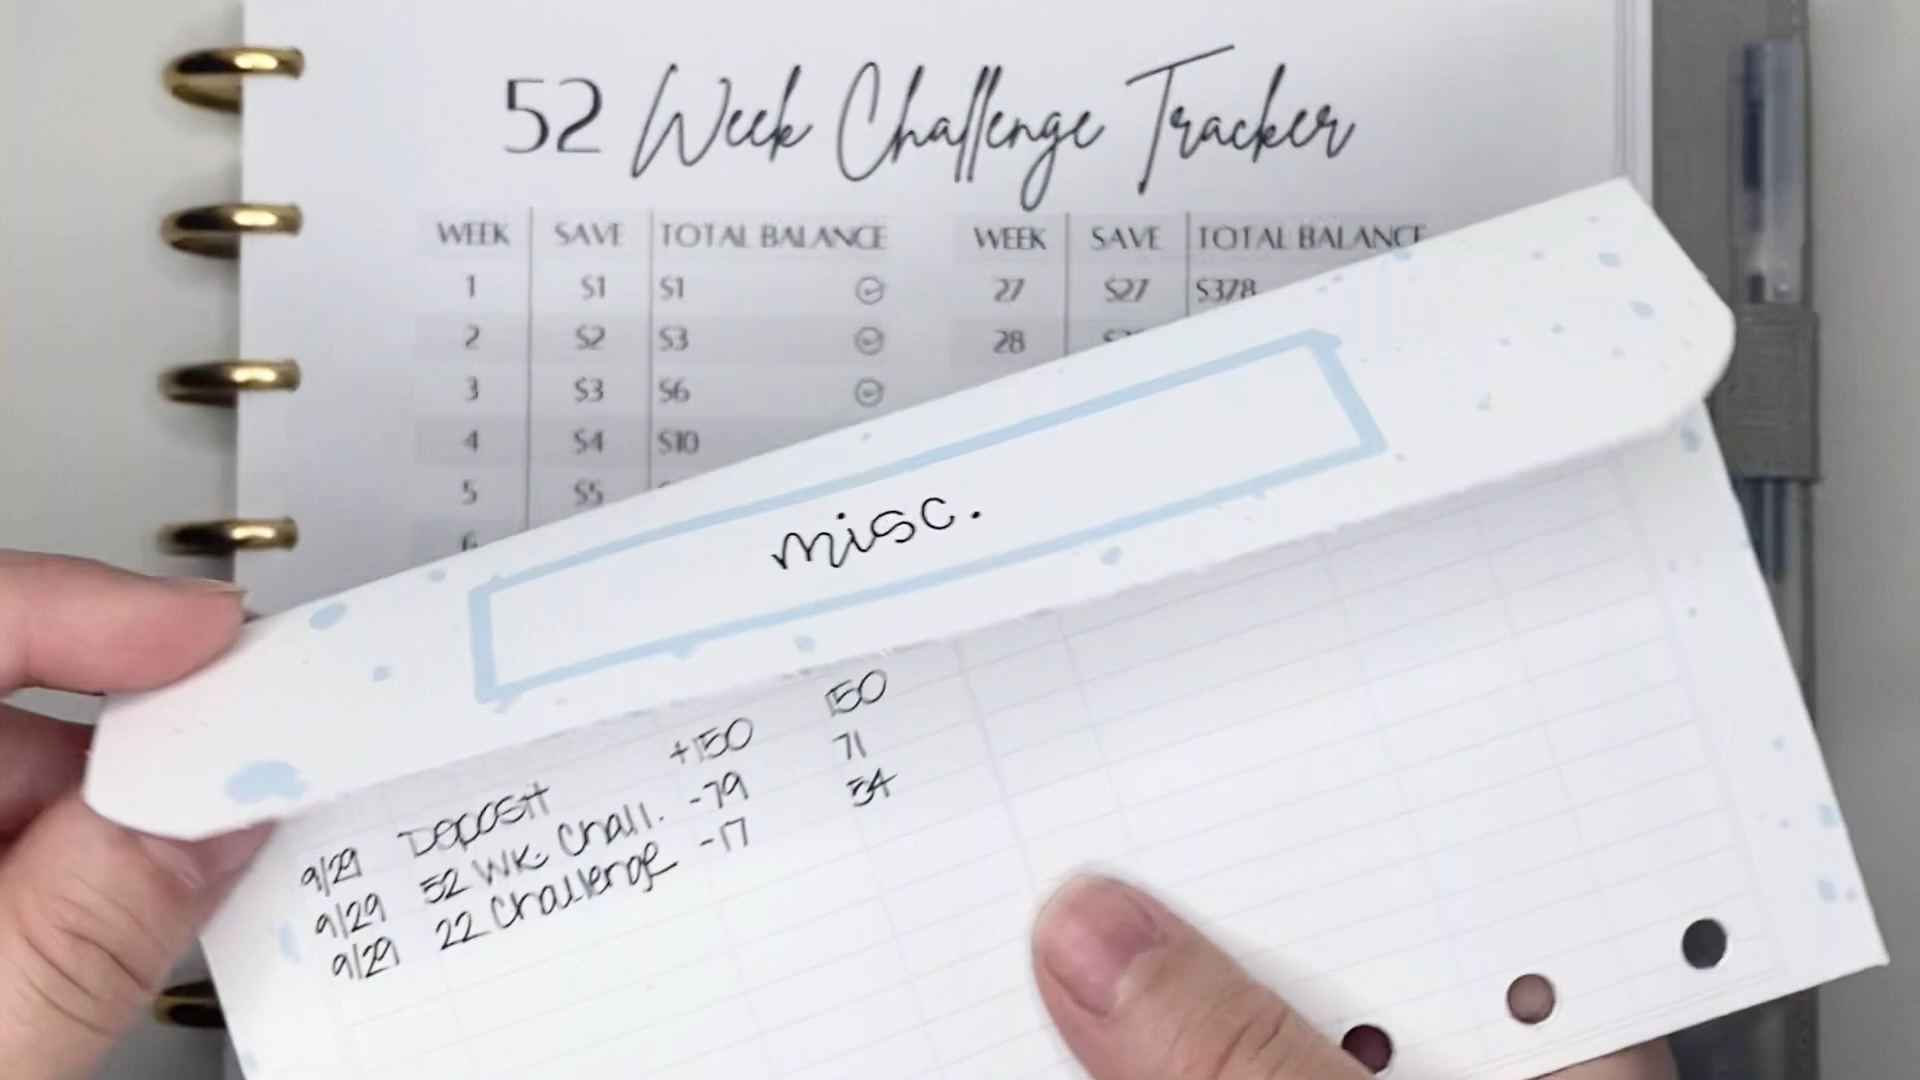 52 Week Challenge Tracker
WEEK SAVE TOTAL BALANCE WEEK SAVE TOTAL BALANCE
1 $1 $1 27 $27 $378
2 $2 $3 28
3 $3 $6
4 $4 $10
5 $5
6
misc.
9/29 Deposit +150 150
9/29 52 WK. Chall. -79 71
9/29 22 Challenge -17 54